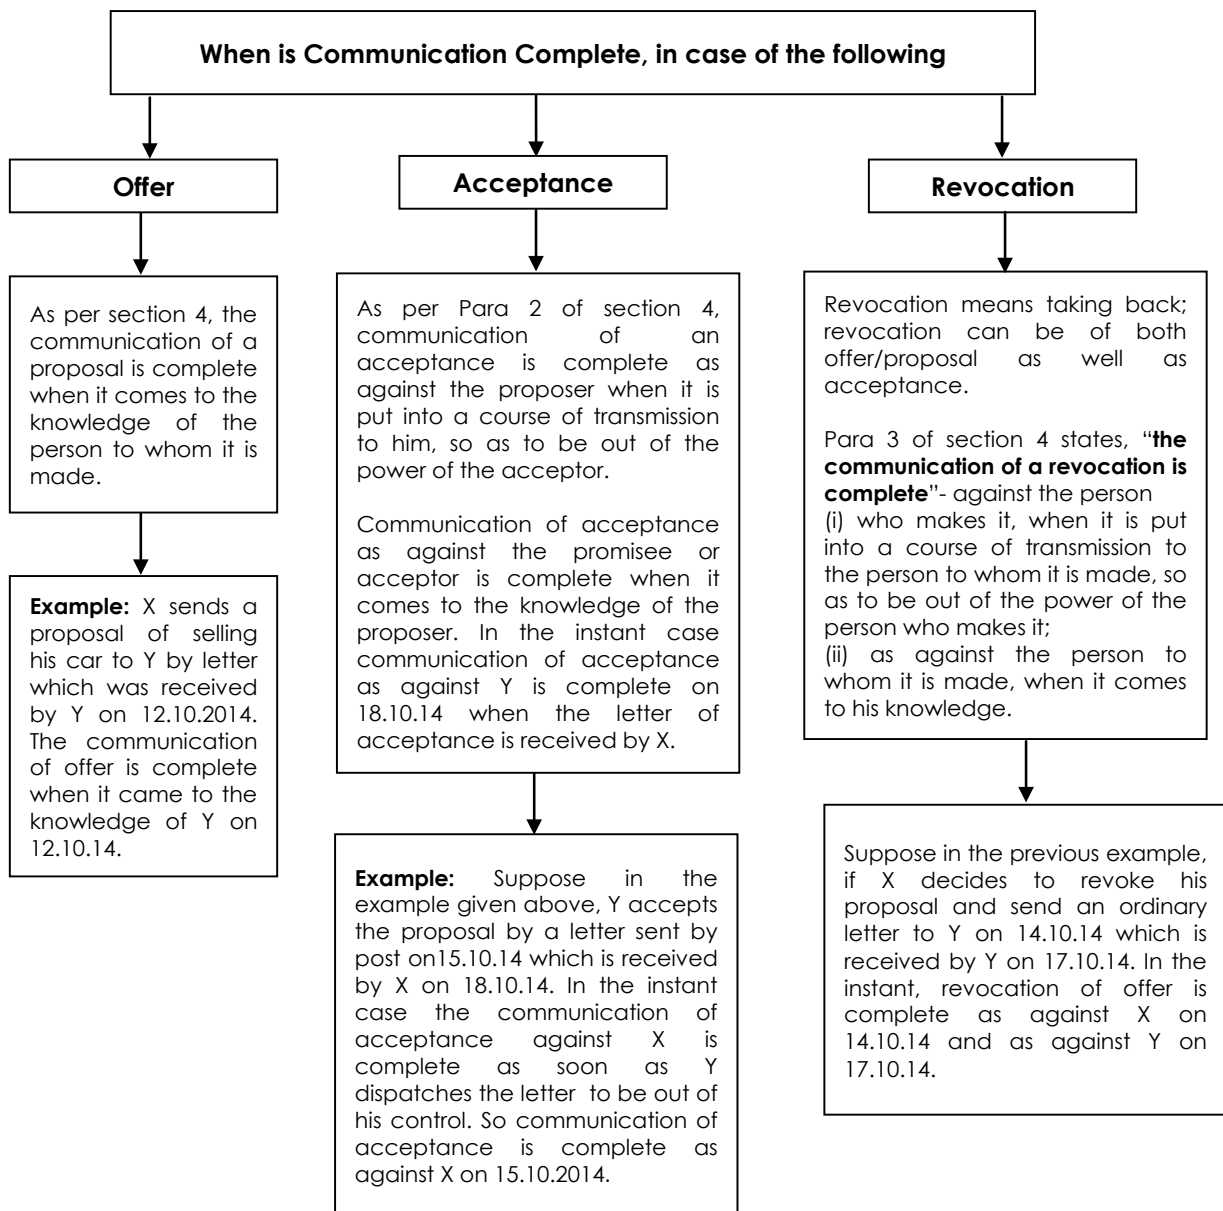 When is Communication Complete, in case of the following
Offer
As per section 4, the
communication of a
proposal is complete
when it comes to the
knowledge of the
person to whom it is
made.
Example: X sends a
proposal of selling
his car to Y by letter
which was received
by Y on 12.10.2014.
The communication
of offer is complete
when it came to the
knowledge of Y on
12.10.14.
Acceptance
As per Para 2 of section 4,
communication of an
acceptance is complete as
against the proposer when it is
put into a course of transmission
to him, so as to be out of the
power of the acceptor.
Communication of acceptance
as against the promisee or
acceptor is complete when it
comes to the knowledge of the
proposer. In the instant case
communication of acceptance
as against Y is complete on
18.10.14 when the letter of
acceptance is received by X.
Example: Suppose in the
example given above, Y accepts
the proposal by a letter sent by
post on15.10.14 which is received
by X on 18.10.14. In the instant
case the communication of
acceptance against X is
complete as soon as Y
dispatches the letter to be out of
his control. So communication of
acceptance is complete as
against X on 15.10.2014.
Revocation
Revocation means taking back;
revocation can be of both
offer/proposal as well as
acceptance.
Para 3 of section 4 states, “the
communication of a revocation is
complete”- against the person
(i) who makes it, when it is put
into a course of transmission to
the person to whom it is made, so
as to be out of the power of the
person who makes it;
(ii) as against the person to
whom it is made, when it comes
to his knowledge.
Suppose in the previous example,
if X decides to revoke his
proposal and send an ordinary
letter to Y on 14.10.14 which is
received by Y on 17.10.14. In the
instant, revocation of offer is
complete as against X on
14.10.14 and as against Y on
17.10.14.